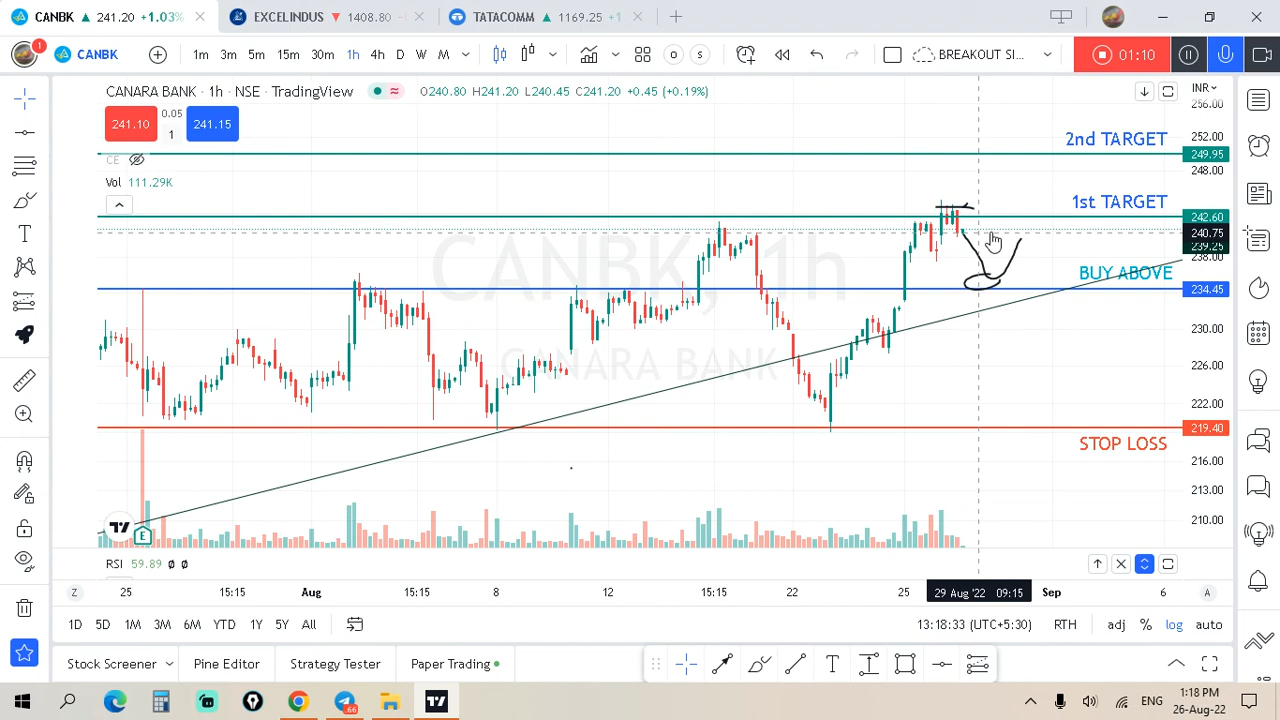 CANBK ▲ 241.20 +1.03% × EXCELINDUS ▼ 1308.80 × TATACOMM ▲ 1169.25 +1 ×
1 CANBK 1m 3m 5m 15m 30m 1h 4h D W M BREAKOUT SI... 01:10
CANARA BANK · 1h · NSE · TradingView O240.80 H241.20 L240.45 C241.20 +0.45 (+0.19%) INR
241.10 0.05 1 241.15
CE
Vol 111.29K
256.00
2nd TARGET
252.00
249.95
248.00
1st TARGET
242.60
240.75
239.25
238.00
BUY ABOVE
234.45
230.00
226.00
222.00
219.40
STOP LOSS
216.00
213.00
210.00
CANBK, 1h
CANARA BANK
E
RSI 59.89 ø ø
Z 25 15:15 Aug 15:15 8 12 15:15 22 25 29 Aug '22 09:15 Sep 6 A
1D 5D 1M 3M 6M YTD 1Y 5Y All 13:18:33 (UTC+5:30) RTH adj % log auto
Stock Screener Pine Editor Strategy Tester Paper Trading
66 ENG 1:18 PM
26-Aug-22